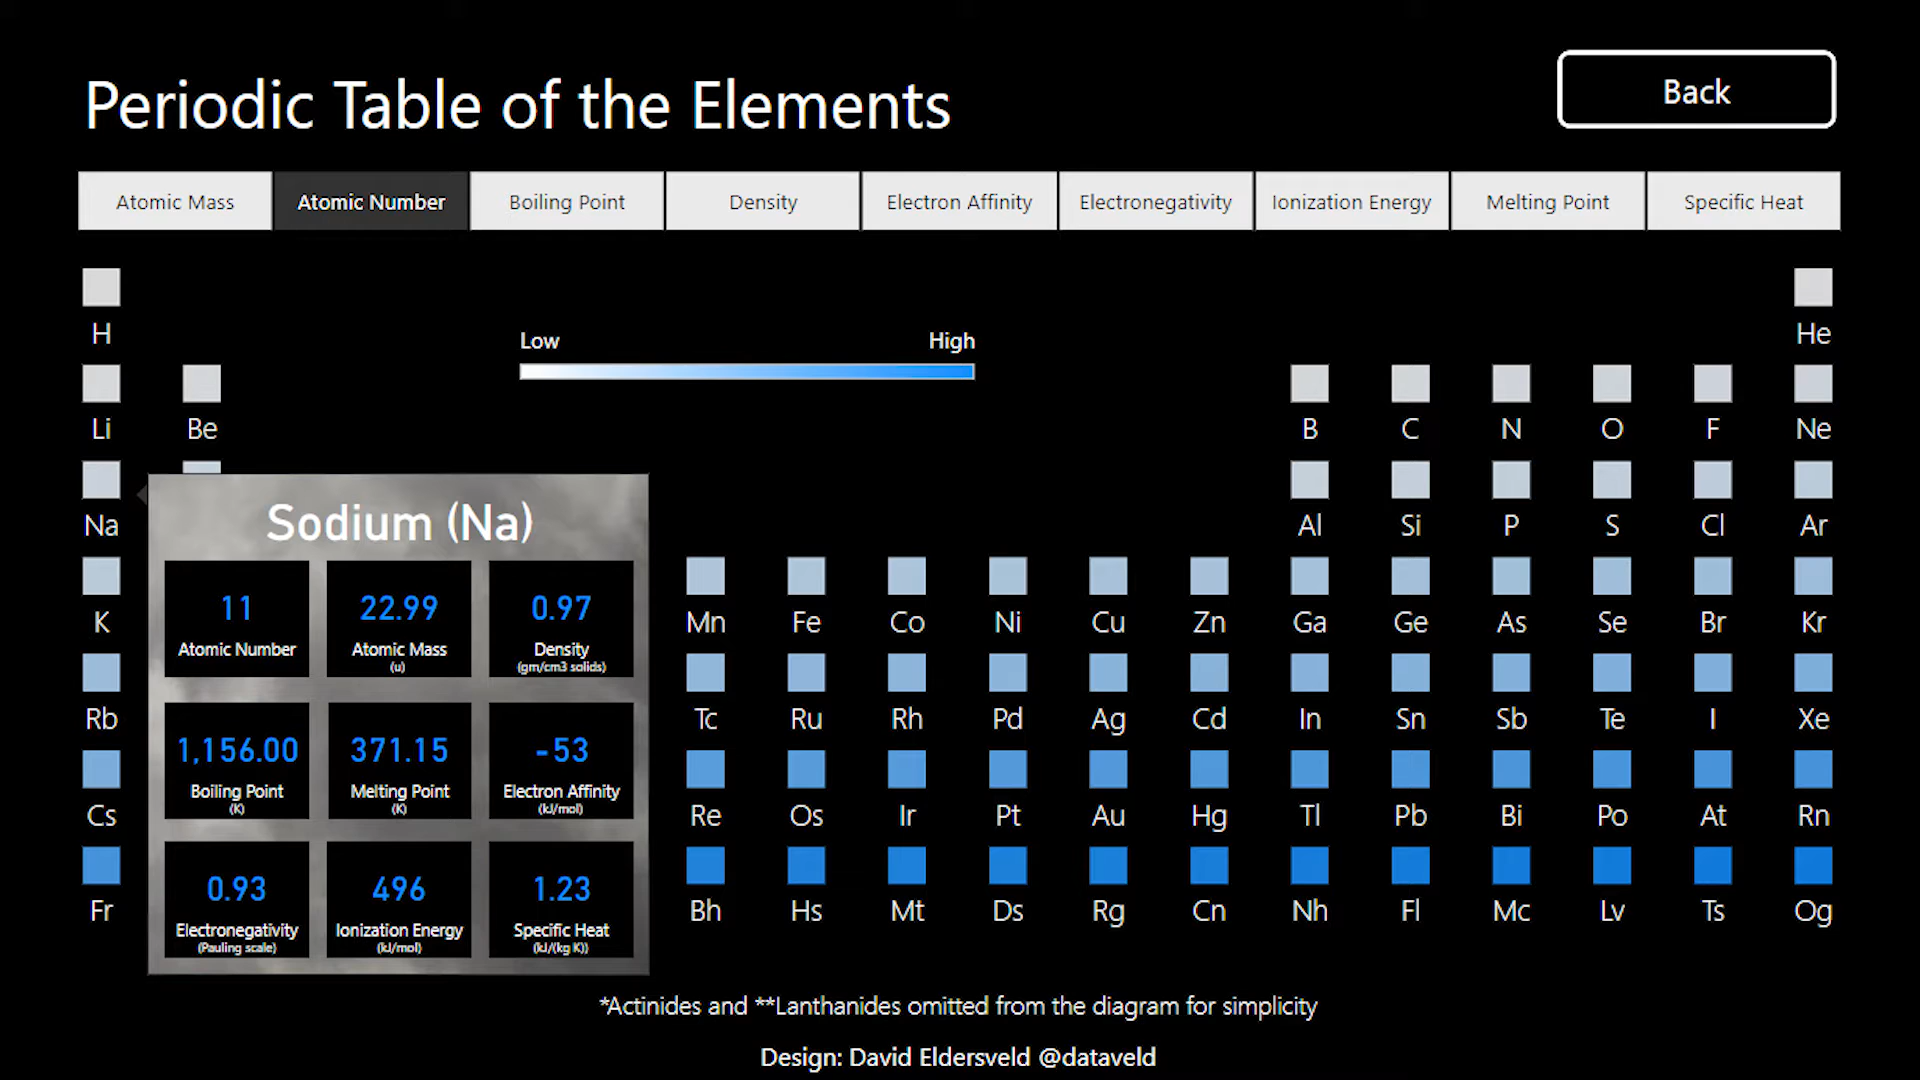 Periodic Table of the Elements
Back
Atomic Mass Atomic Number Boiling Point Density Electron Affinity Electronegativity Ionization Energy Melting Point Specific Heat
H He
Low High
Li Be B C N O F Ne
Na Al Si P S Cl Ar
K Mn Fe Co Ni Cu Zn Ga Ge As Se Br Kr
Rb Tc Ru Rh Pd Ag Cd In Sn Sb Te I Xe
Cs Re Os Ir Pt Au Hg Tl Pb Bi Po At Rn
Fr Bh Hs Mt Ds Rg Cn Nh Fl Mc Lv Ts Og
Sodium (Na)
11 22.99 0.97
Atomic Number Atomic Mass Density
(u) (gm/cm3 solids)
1,156.00 371.15 -53
Boiling Point Melting Point Electron Affinity
(K) (K) (kJ/mol)
0.93 496 1.23
Electronegativity Ionization Energy Specific Heat
(Pauling scale) (kJ/mol) (kJ/(kg K))
*Actinides and **Lanthanides omitted from the diagram for simplicity
Design: David Eldersveld @dataveld